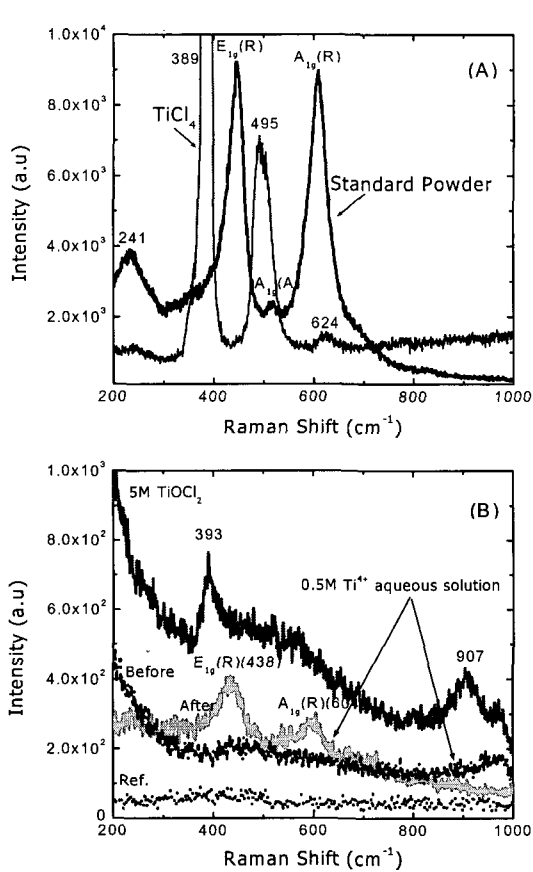 1.0x10⁴
8.0x10³
6.0x10³
4.0x10³
2.0x10³
Intensity (a.u)
389
E₁g(R)
A₁g(R)
(A)
TiCl₄
495
Standard Powder
241
A₁g(A
624
200 400 600 800 1000
Raman Shift (cm⁻¹)
1.0x10³
8.0x10²
6.0x10²
4.0x10²
2.0x10²
0
Intensity (a.u)
5M TiOCl₂
(B)
393
0.5M Ti⁴⁺ aqueous solution
E₁g(R)(438)
907
Before
After
A₁g(R)(60
Ref.
200 400 600 800 1000
Raman Shift (cm⁻¹)